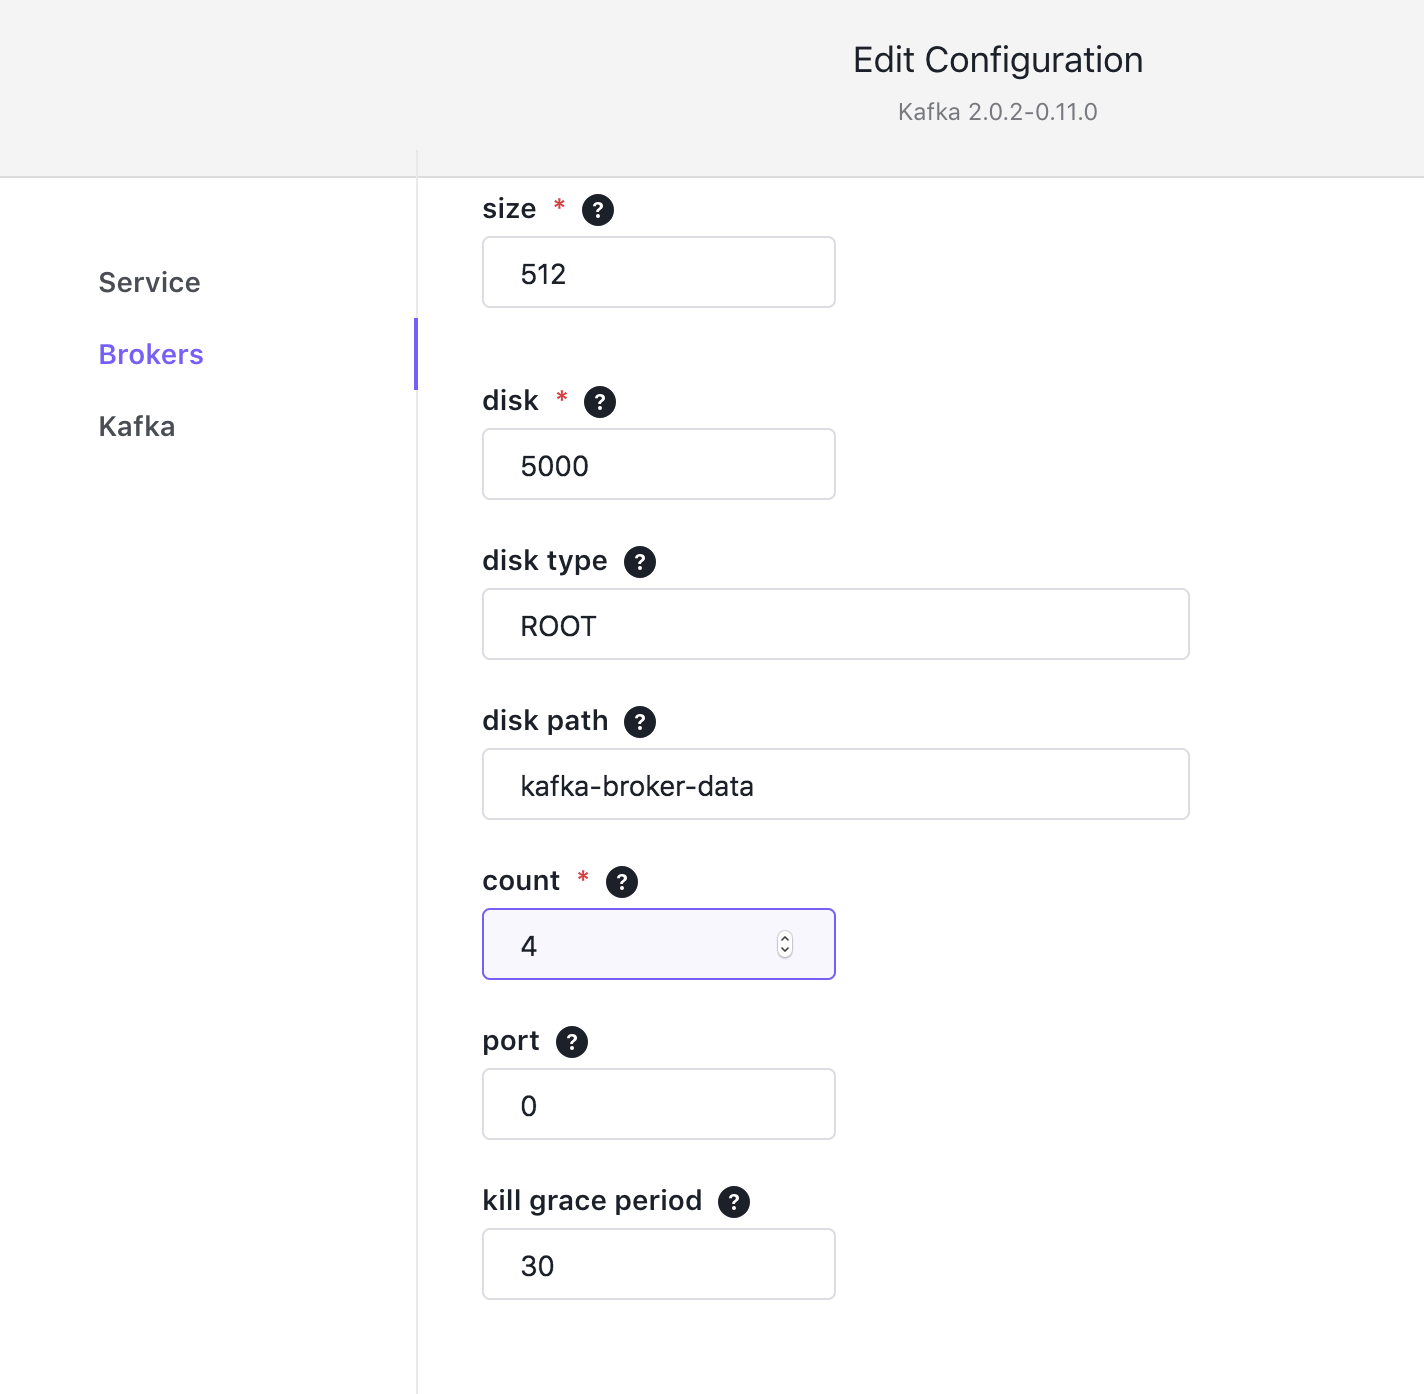 Edit Configuration
Kafka 2.0.2-0.11.0
Service
Brokers
Kafka
size * ?
512
disk * ?
5000
disk type ?
ROOT
disk path ?
kafka-broker-data
count * ?
4
port ?
0
kill grace period ?
30